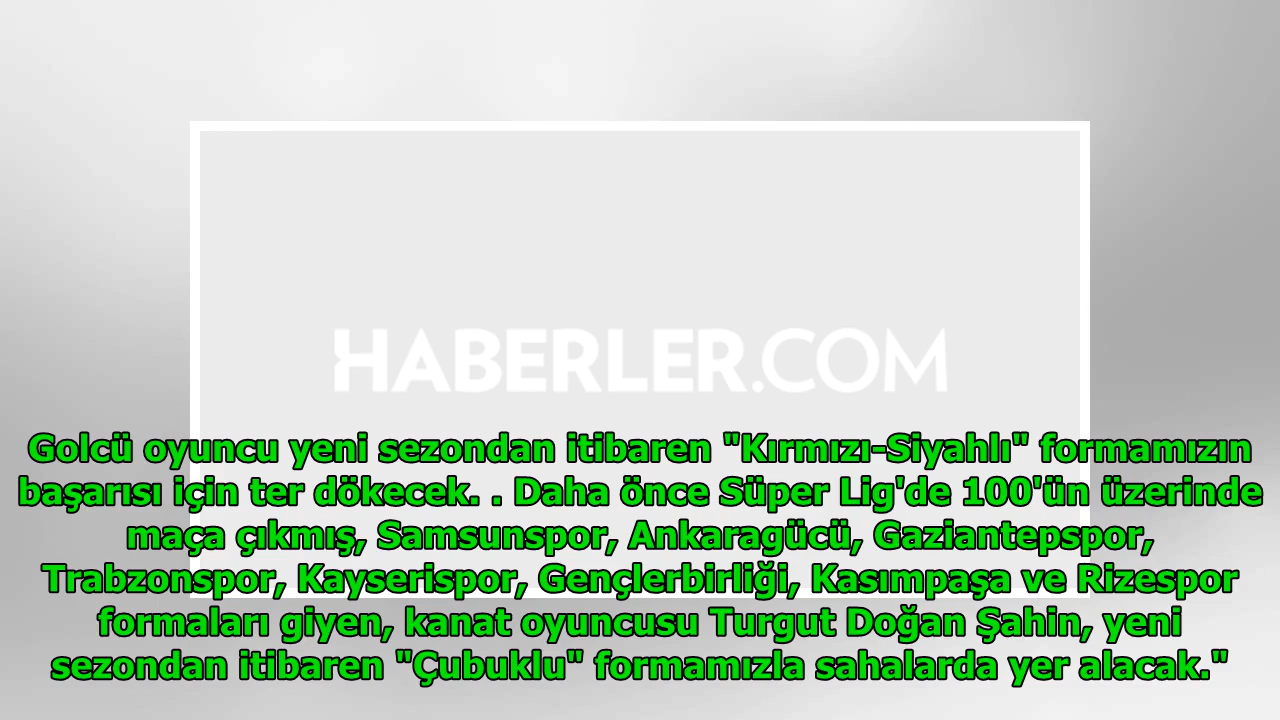 HABERLER.COM
Golcü oyuncu yeni sezondan itibaren "Kırmızı-Siyahlı" formamızın
başarısı için ter dökecek. . Daha önce Süper Lig'de 100'ün üzerinde
maça çıkmış, Samsunspor, Ankaragücü, Gaziantepspor,
Trabzonspor, Kayserispor, Gençlerbirliği, Kasımpaşa ve Rizespor
formaları giyen, kanat oyuncusu Turgut Doğan Şahin, yeni
sezondan itibaren "Çubuklu" formamızla sahalarda yer alacak."